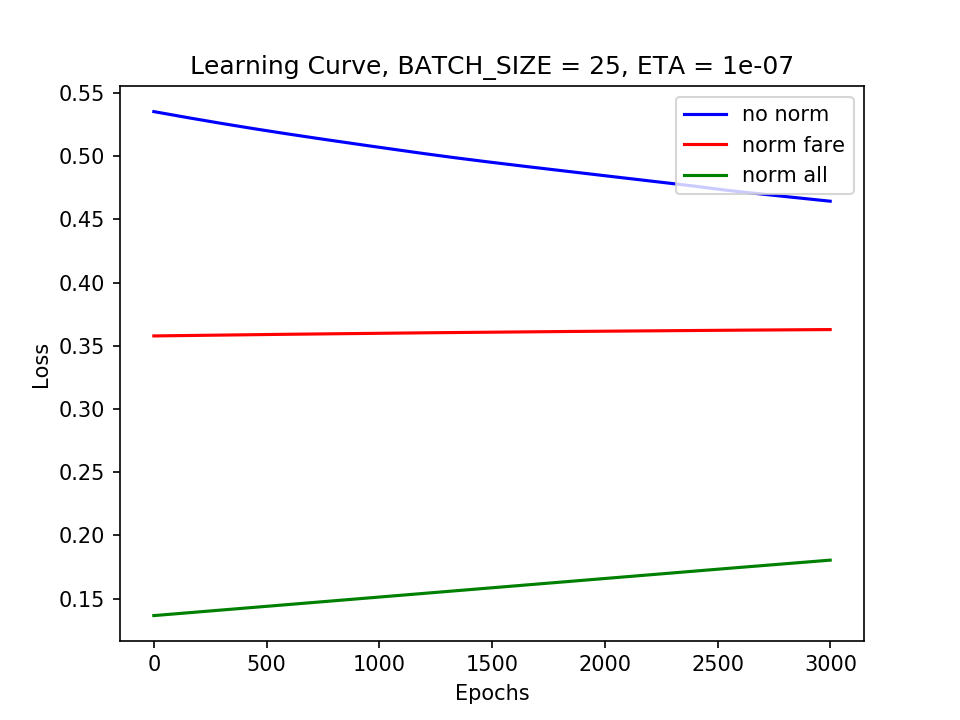 Learning Curve, BATCH_SIZE = 25, ETA = 1e-07
no norm
norm fare
norm all
0.55
0.50
0.45
0.40
0.35
0.30
0.25
0.20
0.15
Loss
0 500 1000 1500 2000 2500 3000
Epochs